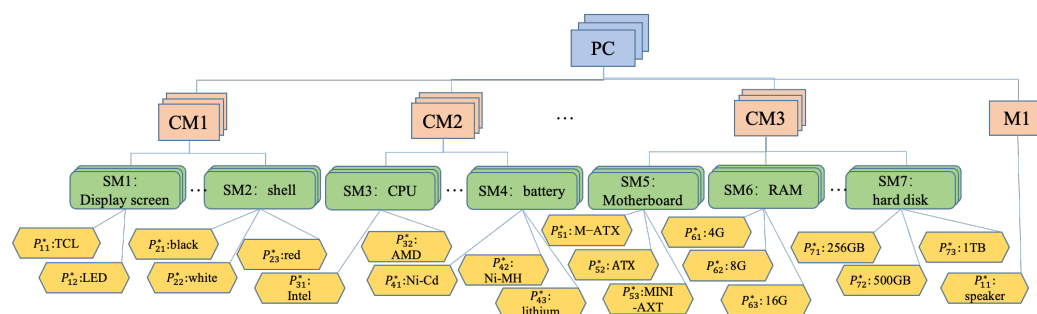 PC
CM1
CM2
...
CM3
M1
SM1:
Display screen
...
SM2: shell
SM3: CPU
...
SM4: battery
SM5:
Motherboard
SM6: RAM
...
SM7:
hard disk
P*11:TCL
P*12:LED
P*21:black
P*22:white
P*23:red
P*31:
Intel
P*32:
AMD
P*41:Ni-Cd
P*42:
Ni-MH
P*43:
lithium
P*51:M−ATX
P*52:ATX
P*53:MINI
-AXT
P*61:4G
P*62:8G
P*63:16G
P*71:256GB
P*72:500GB
P*73:1TB
P*11:
speaker